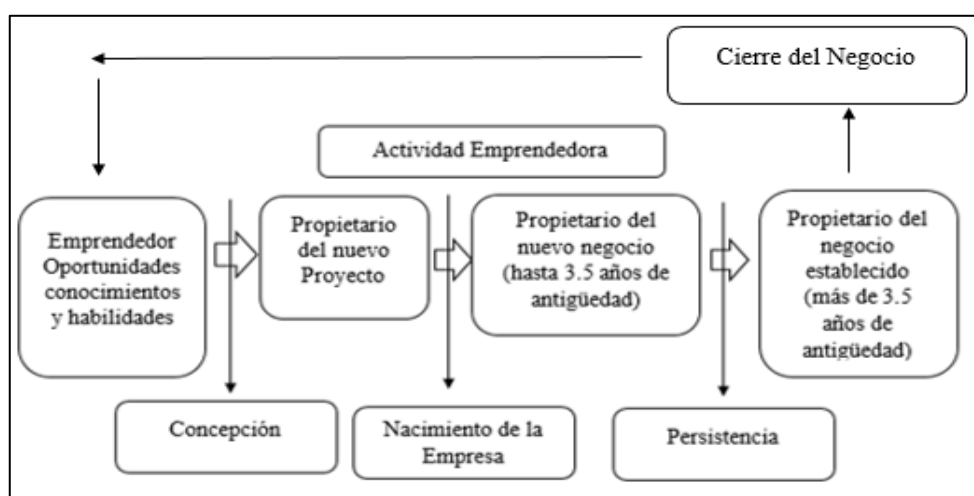 Cierre del Negocio
Actividad Emprendedora
Emprendedor
Oportunidades
conocimientos
y habilidades
Propietario
del nuevo
Proyecto
Propietario del
nuevo negocio
(hasta 3.5 años de
antigüedad)
Propietario del
negocio
establecido
(más de 3.5
años de
antigüedad)
Concepción
Nacimiento de la
Empresa
Persistencia